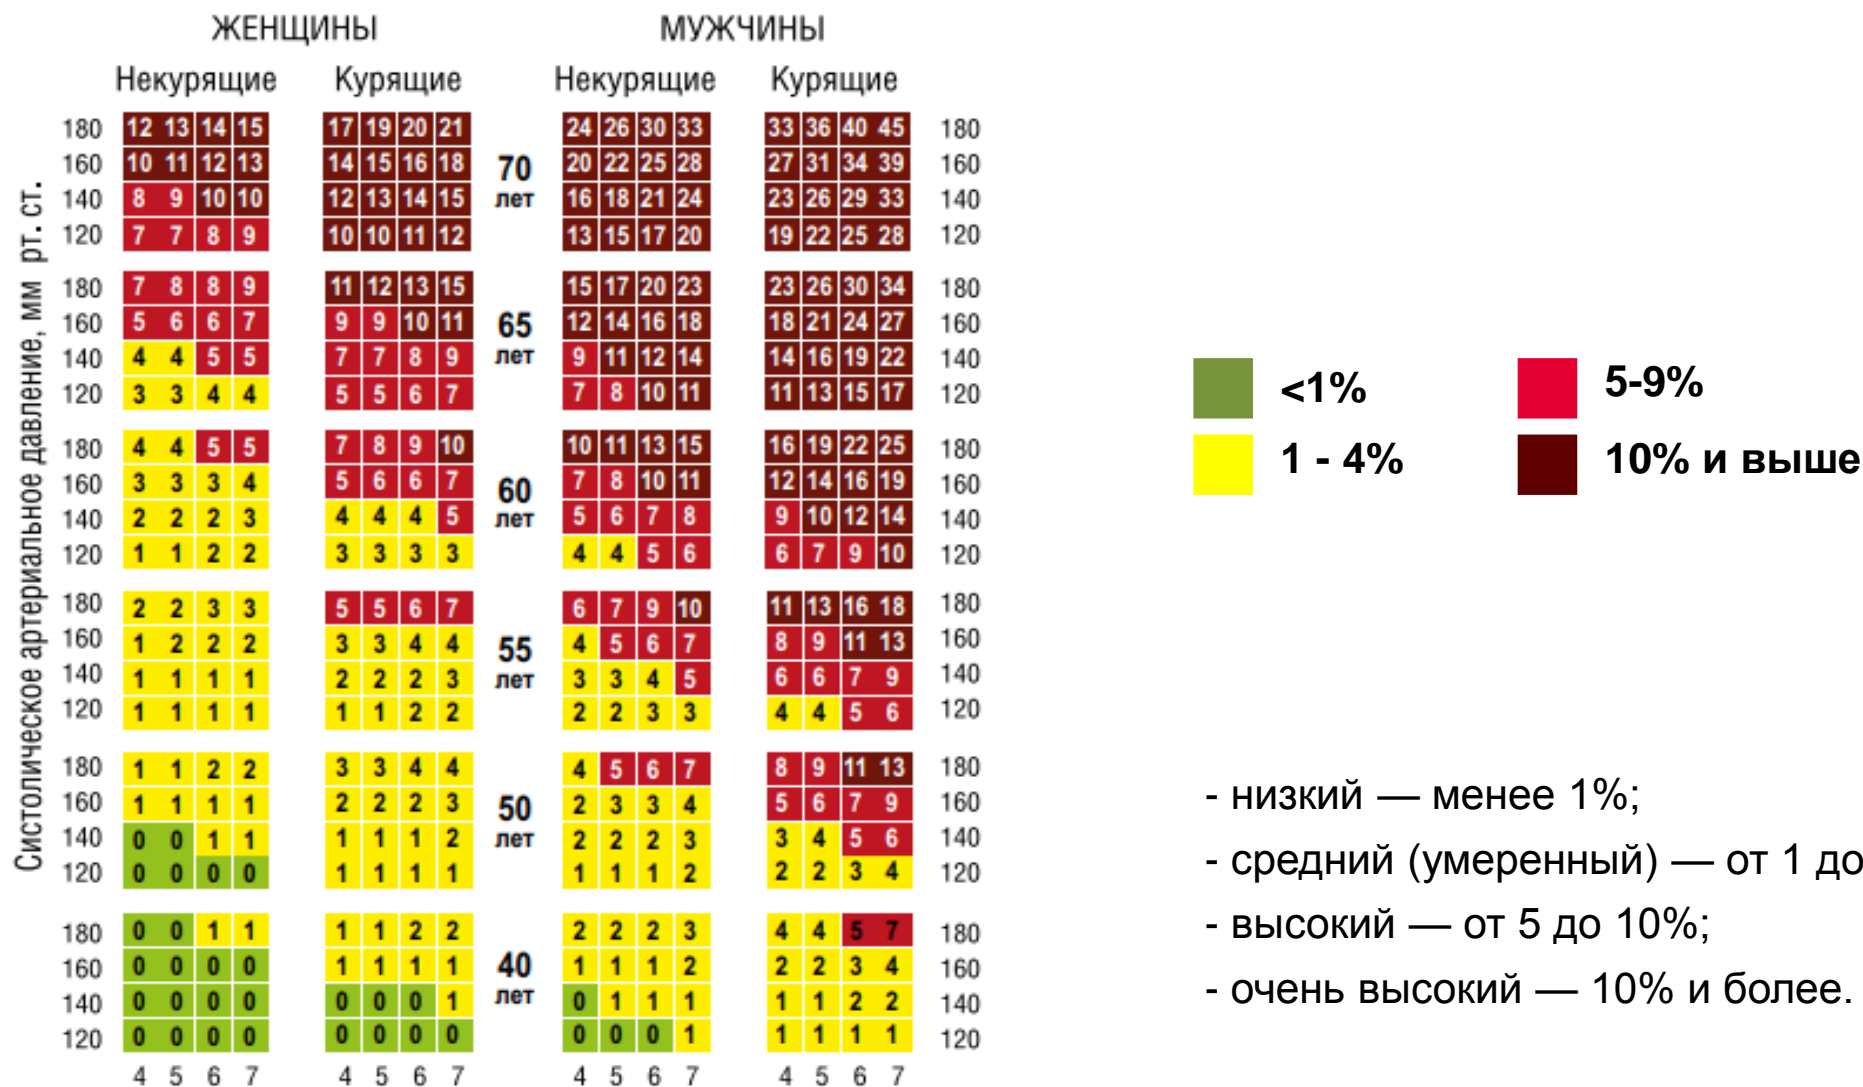 ЖЕНЩИНЫ МУЖЧИНЫ
Некурящие Курящие Некурящие Курящие
Систолическое артериальное давление, мм рт. ст.
180 12 13 14 15 17 19 20 21 24 26 30 33 33 36 40 45 180
160 10 11 12 13 14 15 16 18 70 20 22 25 28 27 31 34 39 160
140 8 9 10 10 12 13 14 15 лет 16 18 21 24 23 26 29 33 140
120 7 7 8 9 10 10 11 12 13 15 17 20 19 22 25 28 120
180 7 8 8 9 11 12 13 15 15 17 20 23 23 26 30 34 180
160 5 6 6 7 9 9 10 11 65 12 14 16 18 18 21 24 27 160
140 4 4 5 5 7 7 8 9 лет 9 11 12 14 14 16 19 22 140
120 3 3 4 4 5 5 6 7 7 8 10 11 11 13 15 17 120
180 4 4 5 5 7 8 9 10 10 11 13 15 16 19 22 25 180
160 3 3 3 4 5 6 6 7 60 7 8 10 11 12 14 16 19 160
140 2 2 2 3 4 4 4 5 лет 5 6 7 8 9 10 12 14 140
120 1 1 2 2 3 3 3 3 4 4 5 6 6 7 9 10 120
180 2 2 3 3 5 5 6 7 6 7 9 10 11 13 16 18 180
160 1 2 2 2 3 3 4 4 55 4 5 6 7 8 9 11 13 160
140 1 1 1 1 2 2 2 3 лет 3 3 4 5 6 6 7 9 140
120 1 1 1 1 1 1 2 2 2 2 3 3 4 4 5 6 120
180 1 1 2 2 3 3 4 4 4 5 6 7 8 9 11 13 180
160 1 1 1 1 2 2 2 3 50 2 3 3 4 5 6 7 9 160
140 0 0 1 1 1 1 1 2 лет 2 2 2 3 3 4 5 6 140
120 0 0 0 0 1 1 1 1 1 1 1 2 2 2 3 4 120
180 0 0 1 1 1 1 2 2 2 2 2 3 4 4 5 7 180
160 0 0 0 0 1 1 1 1 40 1 1 1 2 2 2 3 4 160
140 0 0 0 0 0 0 0 1 лет 0 1 1 1 1 1 2 2 140
120 0 0 0 0 0 0 0 0 0 0 0 1 1 1 1 1 120
4 5 6 7 4 5 6 7 4 5 6 7 4 5 6 7
<1% 5-9%
1 - 4% 10% и выше
- низкий — менее 1%;
- средний (умеренный) — от 1 до
- высокий — от 5 до 10%;
- очень высокий — 10% и более.